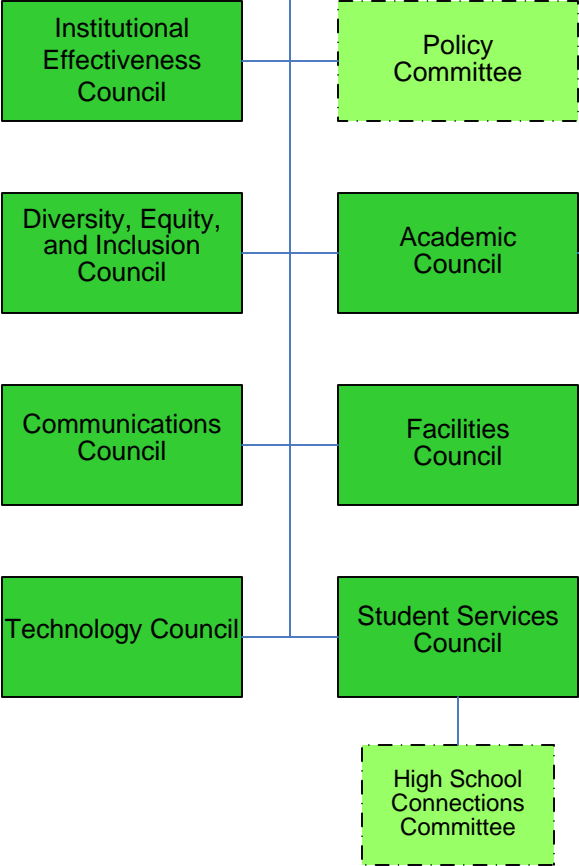 Institutional
Effectiveness
Council
Policy
Committee
Diversity, Equity,
and Inclusion
Council
Academic
Council
Communications
Council
Facilities
Council
Technology Council
Student Services
Council
High School
Connections
Committee